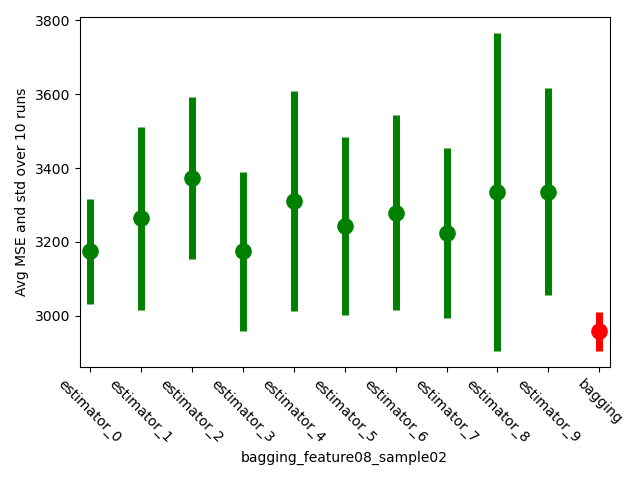 3800
3600
3400
3200
3000
Avg MSE and std over 10 runs
estimator_0
estimator_1
estimator_2
estimator_3
estimator_4
estimator_5
estimator_6
estimator_7
estimator_8
estimator_9
bagging
bagging_feature08_sample02